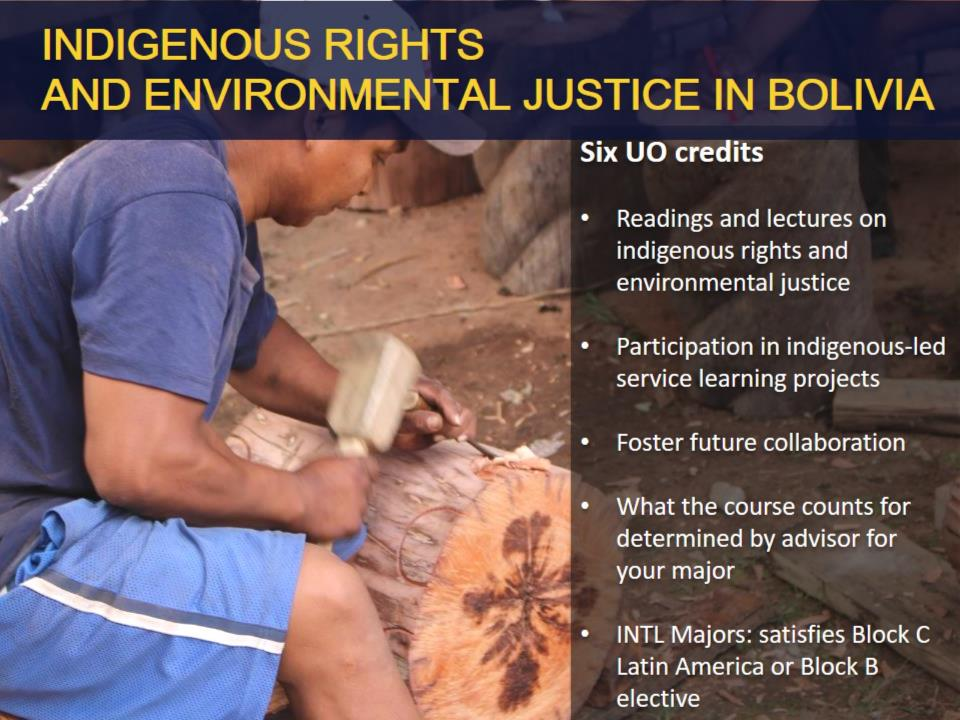 INDIGENOUS RIGHTS
AND ENVIRONMENTAL JUSTICE IN BOLIVIA
Six UO credits
• Readings and lectures on
indigenous rights and
environmental justice
• Participation in indigenous-led
service learning projects
• Foster future collaboration
• What the course counts for
determined by advisor for
your major
• INTL Majors: satisfies Block C
Latin America or Block B
elective